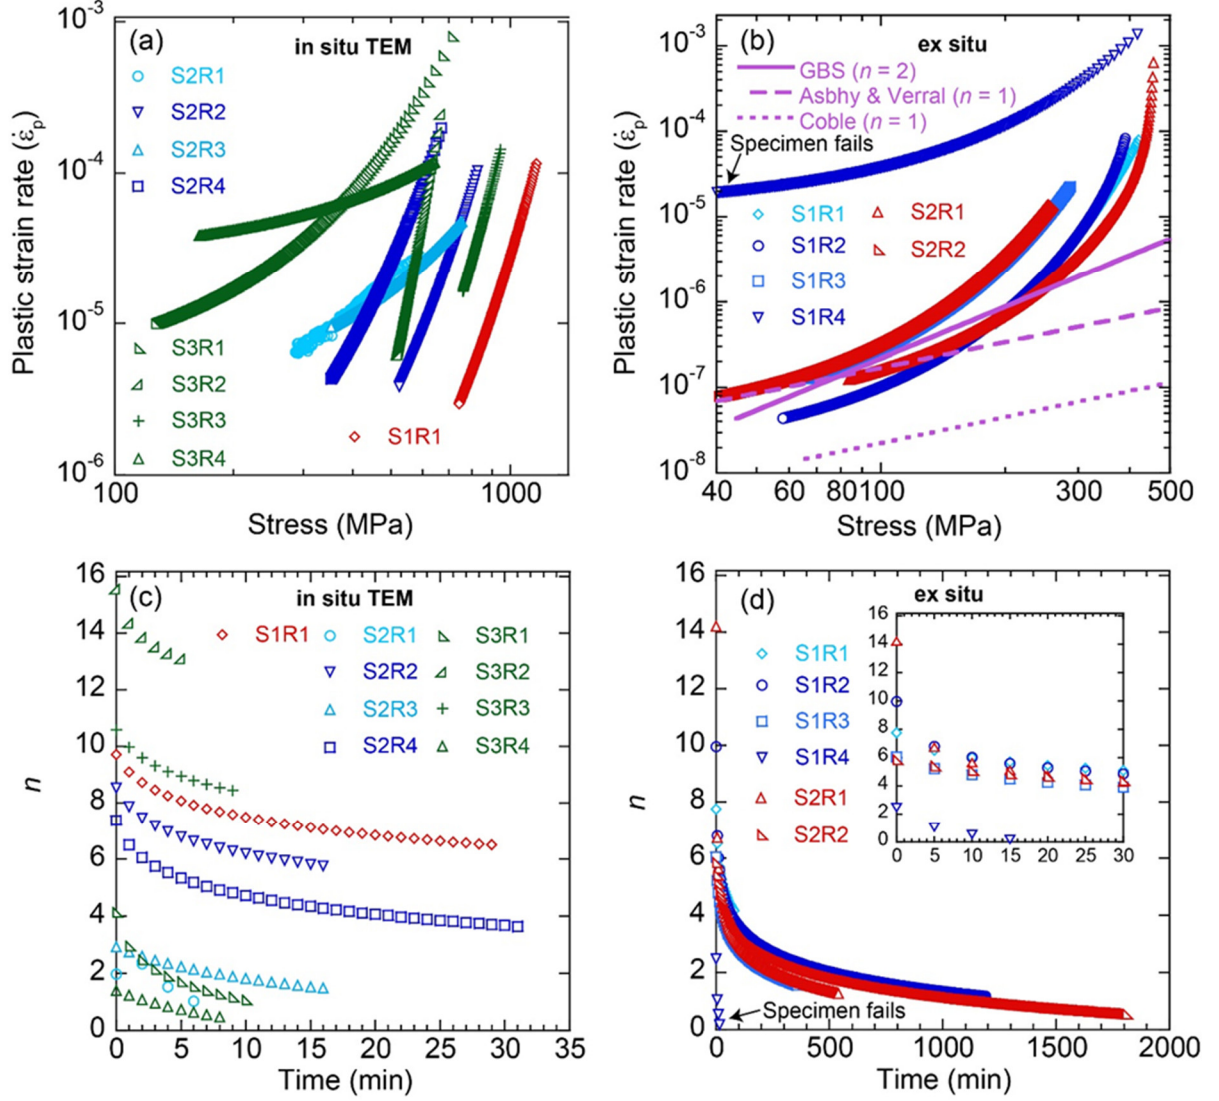 (a)
in situ TEM
S2R1
S2R2
S2R3
S2R4
S3R1
S3R2
S3R3
S3R4
S1R1
10⁻³
10⁻⁴
10⁻⁵
10⁻⁶
Plastic strain rate (ε̇ₚ)
100
1000
Stress (MPa)
(b)
ex situ
GBS (n = 2)
Asbhy & Verral (n = 1)
Coble (n = 1)
Specimen fails
S1R1
S2R1
S1R2
S2R2
S1R3
S1R4
10⁻³
10⁻⁴
10⁻⁵
10⁻⁶
10⁻⁷
10⁻⁸
Plastic strain rate (ε̇ₚ)
40
60
80
100
300
500
Stress (MPa)
(c)
in situ TEM
S1R1
S2R1
S3R1
S2R2
S3R2
S2R3
S3R3
S2R4
S3R4
16
14
12
10
8
6
4
2
0
n
0
5
10
15
20
25
30
35
Time (min)
(d)
ex situ
S1R1
S1R2
S1R3
S1R4
S2R1
S2R2
16
14
12
10
8
6
4
2
0
0
5
10
15
20
25
30
Specimen fails
16
14
12
10
8
6
4
2
0
n
0
500
1000
1500
2000
Time (min)